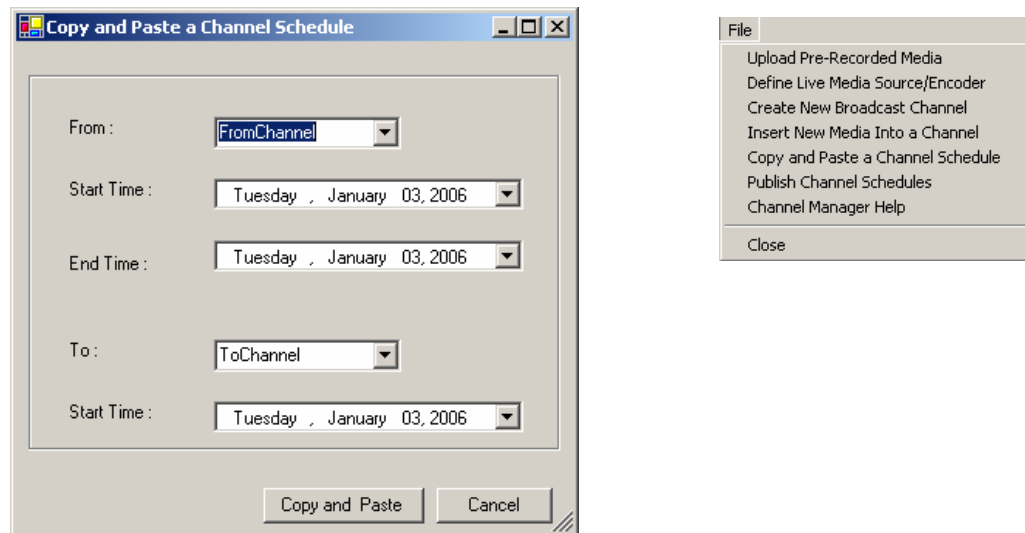 Copy and Paste a Channel Schedule
From :
FromChannel
Start Time :
Tuesday , January 03, 2006
End Time :
Tuesday , January 03, 2006
To :
ToChannel
Start Time :
Tuesday , January 03, 2006
Copy and Paste
Cancel
File
Upload Pre-Recorded Media
Define Live Media Source/Encoder
Create New Broadcast Channel
Insert New Media Into a Channel
Copy and Paste a Channel Schedule
Publish Channel Schedules
Channel Manager Help
Close